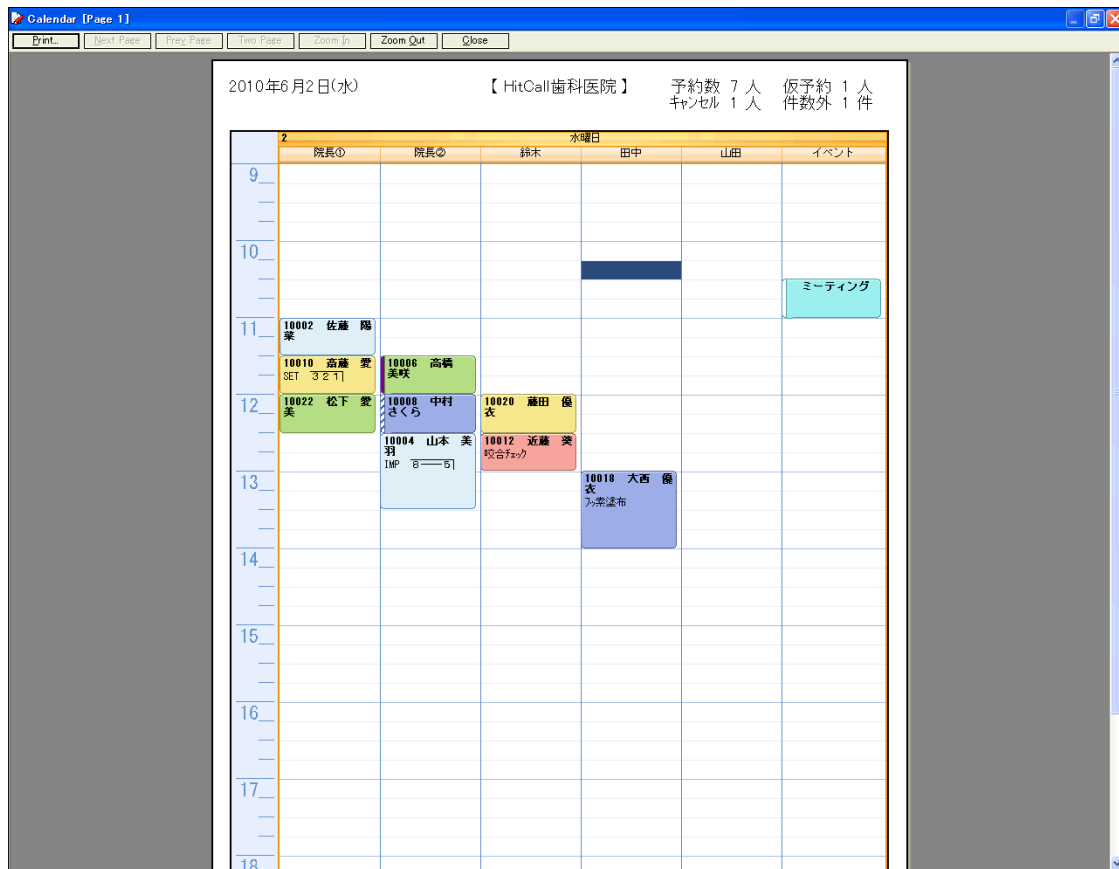 Calendar [Page 1]
Print... Next Page Prev Page Two Page Zoom In Zoom Out Close
2010年6月2日(水) 【 HitCall歯科医院 】 予約数 7 人 仮予約 1 人
ｷｬﾝｾﾙ 1 人 件数外 1 件
2 水曜日
院長① 院長② 鈴木 田中 山田 イベント
9
10
ミーティング
11
10002 佐藤 陽
菜
10010 斎藤 愛
SET 3 2 1
10006 高橋
美咲
12
10022 松下 愛
美
10008 中村
さくら
10020 藤田 優
衣
10004 山本 美
羽
IMP 8 5
10012 近藤 葵
咬合ﾁｪｯｸ
13
10018 大西 優
衣
ﾌｯ素塗布
14
15
16
17
18